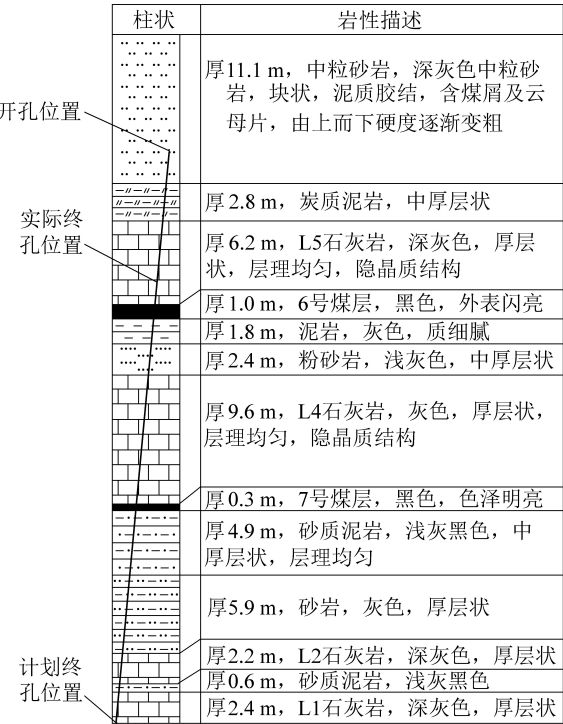 柱状
岩性描述
厚11.1 m，中粒砂岩，深灰色中粒砂
岩，块状，泥质胶结，含煤屑及云
母片，由上而下硬度逐渐变粗
开孔位置
厚2.8 m，炭质泥岩，中厚层状
实际终
孔位置
厚6.2 m，L5石灰岩，深灰色，厚层
状，层理均匀，隐晶质结构
厚1.0 m，6号煤层，黑色，外表闪亮
厚1.8 m，泥岩，灰色，质细腻
厚2.4 m，粉砂岩，浅灰色，中厚层状
厚9.6 m，L4石灰岩，灰色，厚层状，
层理均匀，隐晶质结构
厚0.3 m，7号煤层，黑色，色泽明亮
厚4.9 m，砂质泥岩，浅灰黑色，中
厚层状，层理均匀
厚5.9 m，砂岩，灰色，厚层状
厚2.2 m，L2石灰岩，深灰色，厚层状
厚0.6 m，砂质泥岩，浅灰黑色
厚2.4 m，L1石灰岩，深灰色，厚层状
计划终
孔位置